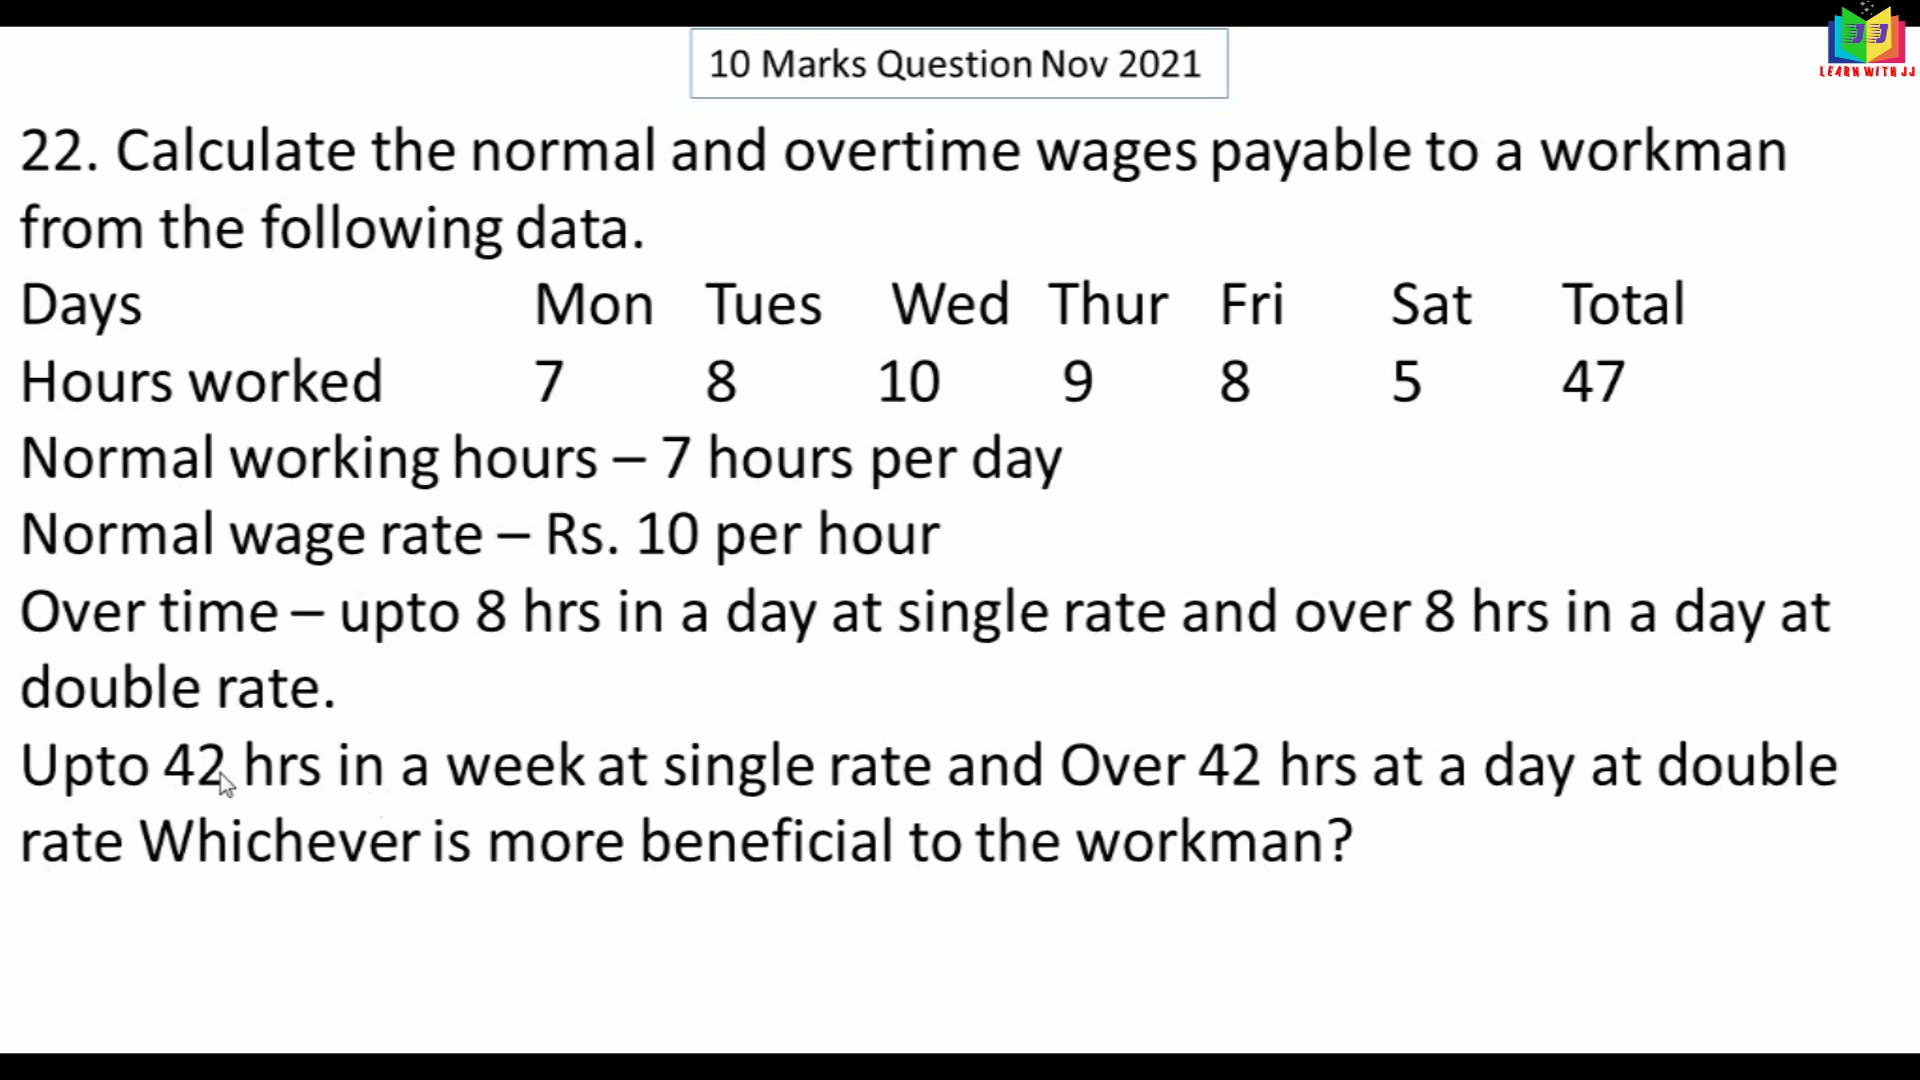 10 Marks Question Nov 2021
JJ
LEARN WITH JJ
22. Calculate the normal and overtime wages payable to a workman
from the following data.
Days Mon Tues Wed Thur Fri Sat Total
Hours worked 7 8 10 9 8 5 47
Normal working hours – 7 hours per day
Normal wage rate – Rs. 10 per hour
Over time – upto 8 hrs in a day at single rate and over 8 hrs in a day at
double rate.
Upto 42 hrs in a week at single rate and Over 42 hrs at a day at double
rate Whichever is more beneficial to the workman?